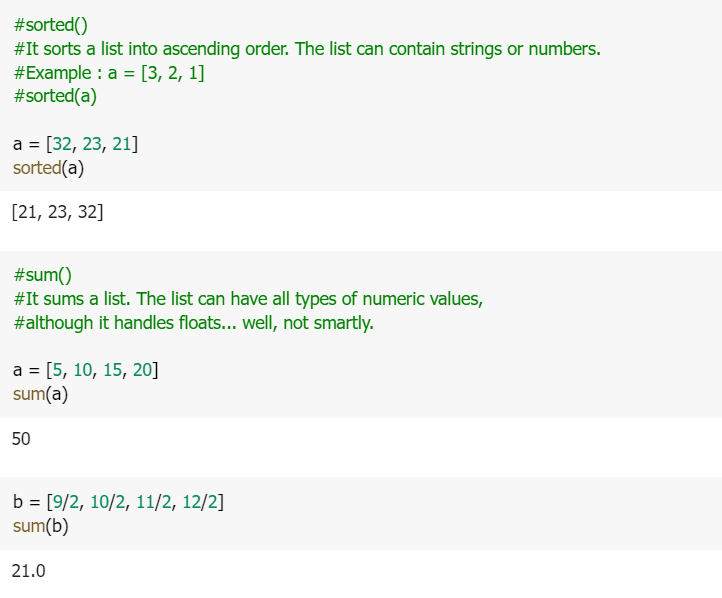 #sorted()
#It sorts a list into ascending order. The list can contain strings or numbers.
#Example : a = [3, 2, 1]
#sorted(a)
a = [32, 23, 21]
sorted(a)
[21, 23, 32]
#sum()
#It sums a list. The list can have all types of numeric values,
#although it handles floats... well, not smartly.
a = [5, 10, 15, 20]
sum(a)
50
b = [9/2, 10/2, 11/2, 12/2]
sum(b)
21.0